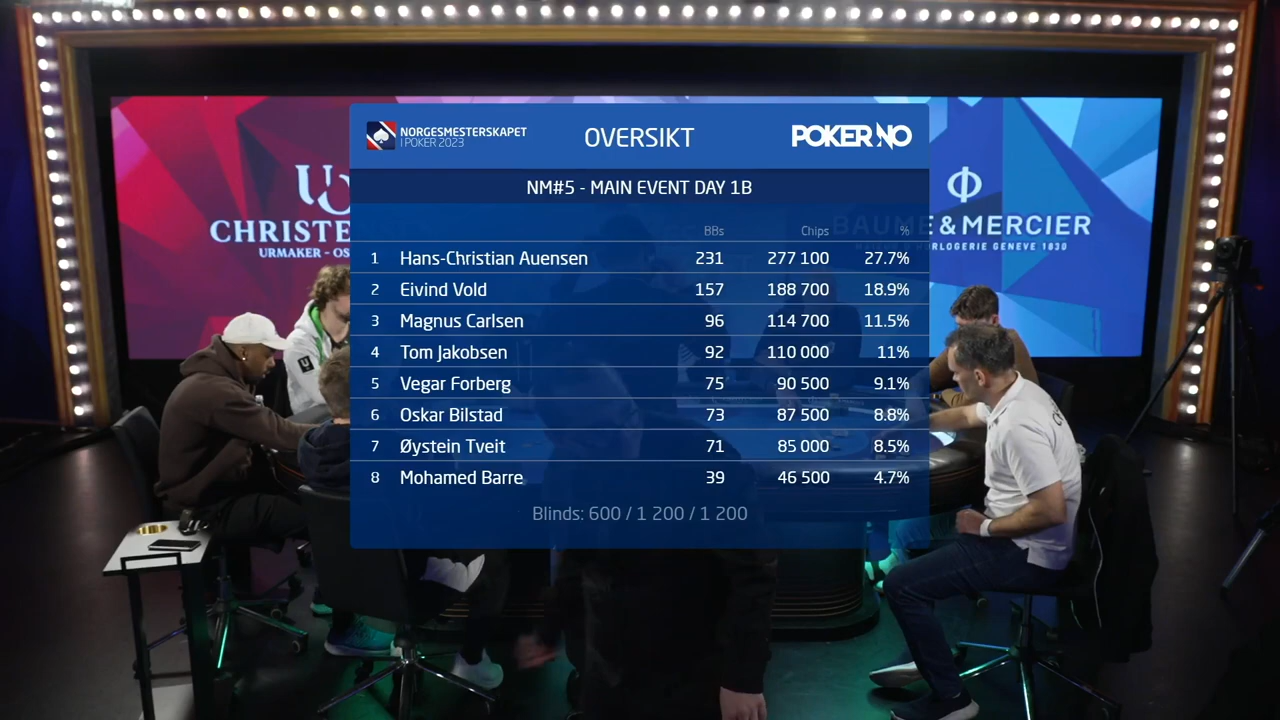 NORGESMESTERSKAPET
I POKER 2023
OVERSIKT
POKER.NO
NM#5 - MAIN EVENT DAY 1B
BBs Chips %
1 Hans-Christian Auensen 231 277 100 27.7%
2 Eivind Vold 157 188 700 18.9%
3 Magnus Carlsen 96 114 700 11.5%
4 Tom Jakobsen 92 110 000 11%
5 Vegar Forberg 75 90 500 9.1%
6 Oskar Bilstad 73 87 500 8.8%
7 Øystein Tveit 71 85 000 8.5%
8 Mohamed Barre 39 46 500 4.7%
Blinds: 600 / 1 200 / 1 200
URMAKER - OS
BAUME & MERCIER
HORLOGERIE GENEVE 1830